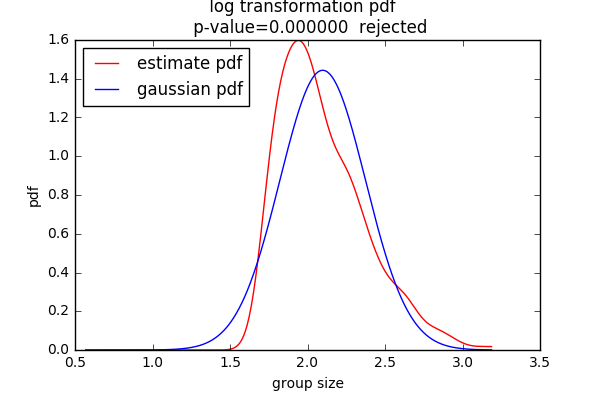 log transformation pdf
p-value=0.000000 rejected
estimate pdf
gaussian pdf
pdf
1.6
1.4
1.2
1.0
0.8
0.6
0.4
0.2
0.0
0.5 1.0 1.5 2.0 2.5 3.0 3.5
group size